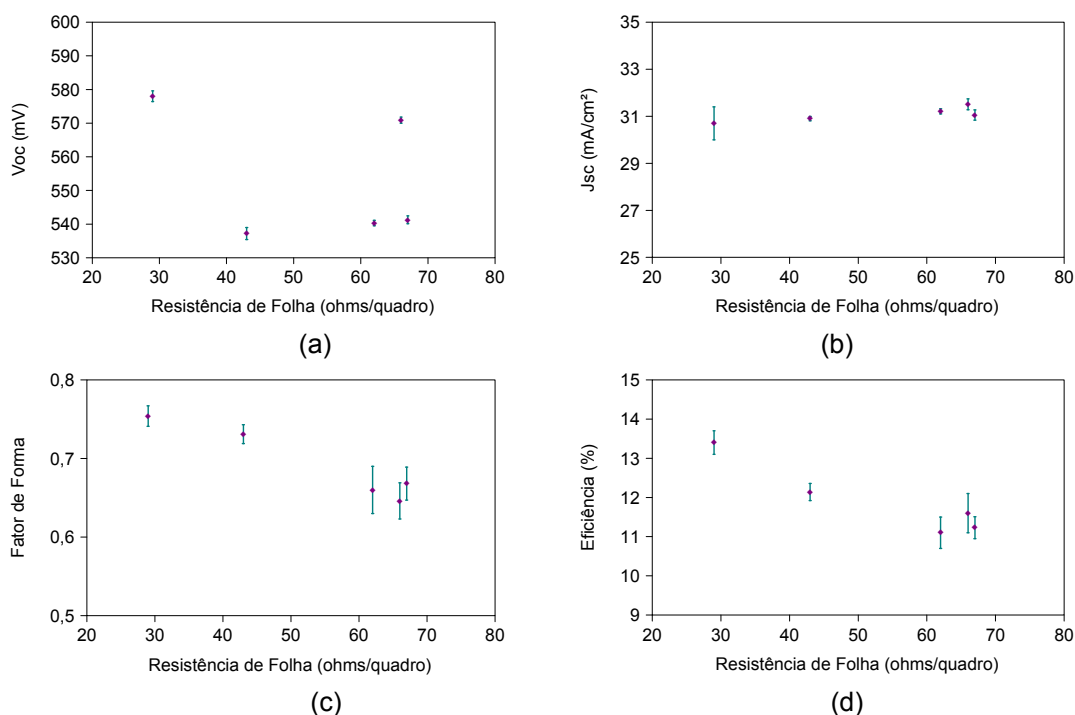 600
590
580
570
560
550
540
530
Voc (mV)
20 30 40 50 60 70 80
Resistência de Folha (ohms/quadro)
(a)
35
33
31
29
27
25
Jsc (mA/cm²)
20 30 40 50 60 70 80
Resistência de Folha (ohms/quadro)
(b)
0,8
0,7
0,6
0,5
Fator de Forma
20 30 40 50 60 70 80
Resistência de Folha (ohms/quadro)
(c)
15
14
13
12
11
10
9
Eficiência (%)
20 30 40 50 60 70 80
Resistência de Folha (ohms/quadro)
(d)